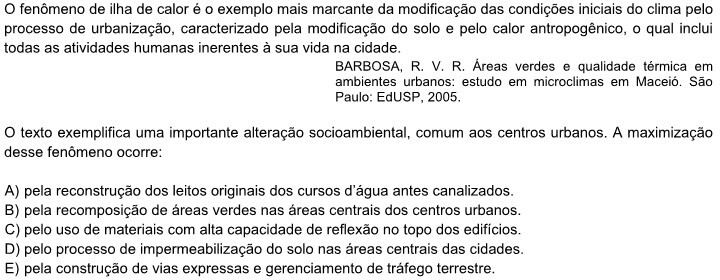 O fenômeno de ilha de calor é o exemplo mais marcante da modificação das condições iniciais do clima pelo
processo de urbanização, caracterizado pela modificação do solo e pelo calor antropogênico, o qual inclui
todas as atividades humanas inerentes à sua vida na cidade.
BARBOSA, R. V. R. Áreas verdes e qualidade térmica em
ambientes urbanos: estudo em microclimas em Maceió. São
Paulo: EdUSP, 2005.
O texto exemplifica uma importante alteração socioambiental, comum aos centros urbanos. A maximização
desse fenômeno ocorre:
A) pela reconstrução dos leitos originais dos cursos d'água antes canalizados.
B) pela recomposição de áreas verdes nas áreas centrais dos centros urbanos.
C) pelo uso de materiais com alta capacidade de reflexão no topo dos edifícios.
D) pelo processo de impermeabilização do solo nas áreas centrais das cidades.
E) pela construção de vias expressas e gerenciamento de tráfego terrestre.